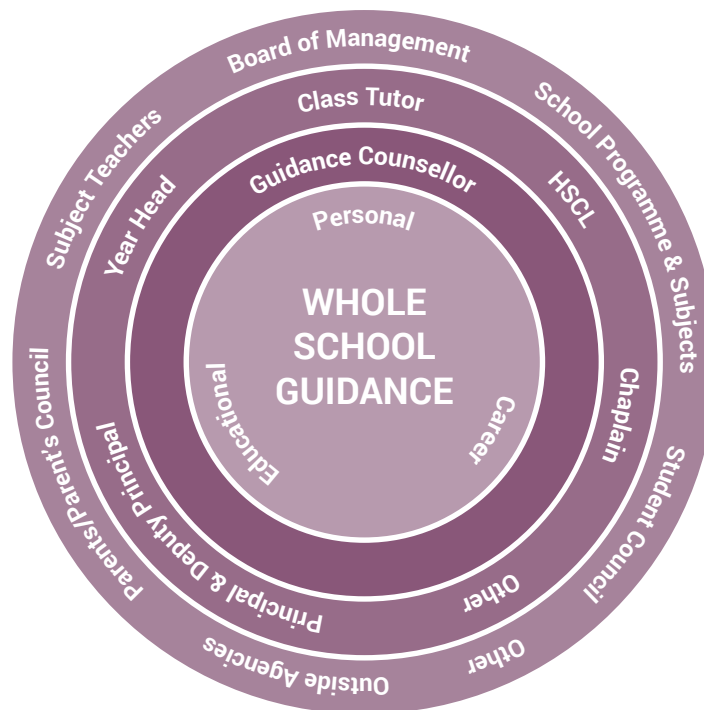 Board of Management
School Programme & Subjects
Student Council
Other
Outside Agencies
Parents/Parent's Council
Subject Teachers
Class Tutor
HSCL
Chaplain
Other
Principal & Deputy Principal
Year Head
Guidance Counsellor
Personal
Career
Educational
WHOLE
SCHOOL
GUIDANCE